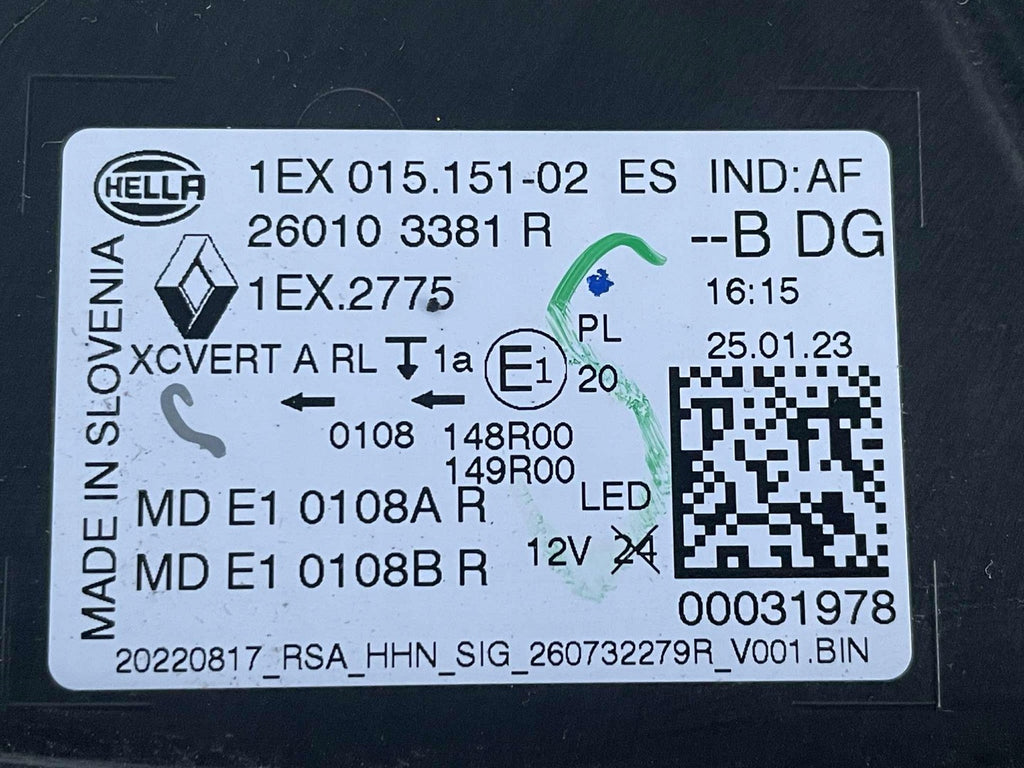 HELLA
1EX 015.151-02 ES IND:AF
26010 3381 R --B DG
1EX.2775 16:15
PL 25.01.23
XCVERT A RL 1a E1 20
0108 148R00
149R00
MD E1 0108A R LED
MD E1 0108B R 12V 24
00031978
20220817_RSA_HHN_SIG_260732279R_V001.BIN
MADE IN SLOVENIA